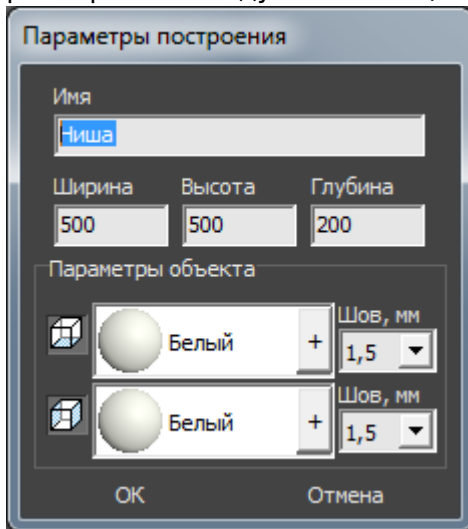 Параметры построения
Имя
Ниша
Ширина Высота Глубина
500 500 200
Параметры объекта
Шов, мм
Белый + 1,5
Шов, мм
Белый + 1,5
ОК Отмена